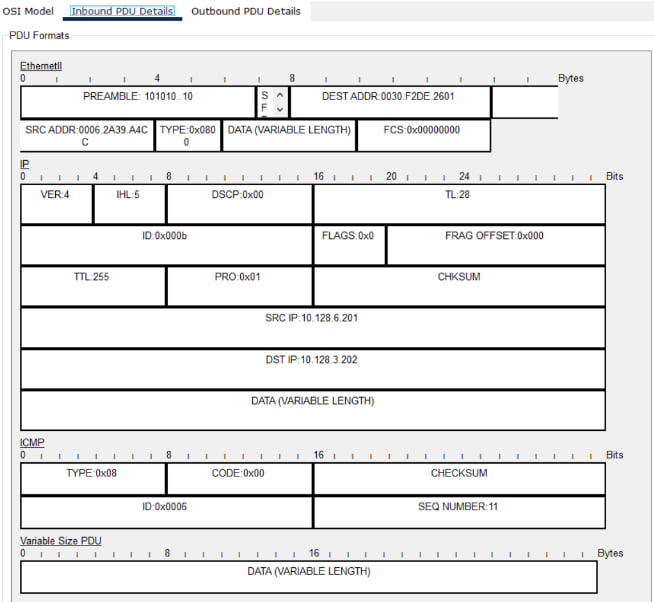 OSI Model Inbound PDU Details Outbound PDU Details
PDU Formats
EthernetII
0 4 8 Bytes
PREAMBLE: 101010..10 SF DEST ADDR:0030.F2DE.2601
SRC ADDR:0006.2A39.A4C TYPE:0x080 DATA (VARIABLE LENGTH) FCS:0x00000000
C 0
IP
0 4 8 16 20 24 Bits
VER:4 IHL:5 DSCP:0x00 TL:28
ID:0x000b FLAGS:0x0 FRAG OFFSET:0x000
TTL:255 PRO:0x01 CHKSUM
SRC IP:10.128.6.201
DST IP:10.128.3.202
DATA (VARIABLE LENGTH)
ICMP
0 8 16 Bits
TYPE:0x08 CODE:0x00 CHECKSUM
ID:0x0006 SEQ NUMBER:11
Variable Size PDU
0 8 16 Bytes
DATA (VARIABLE LENGTH)